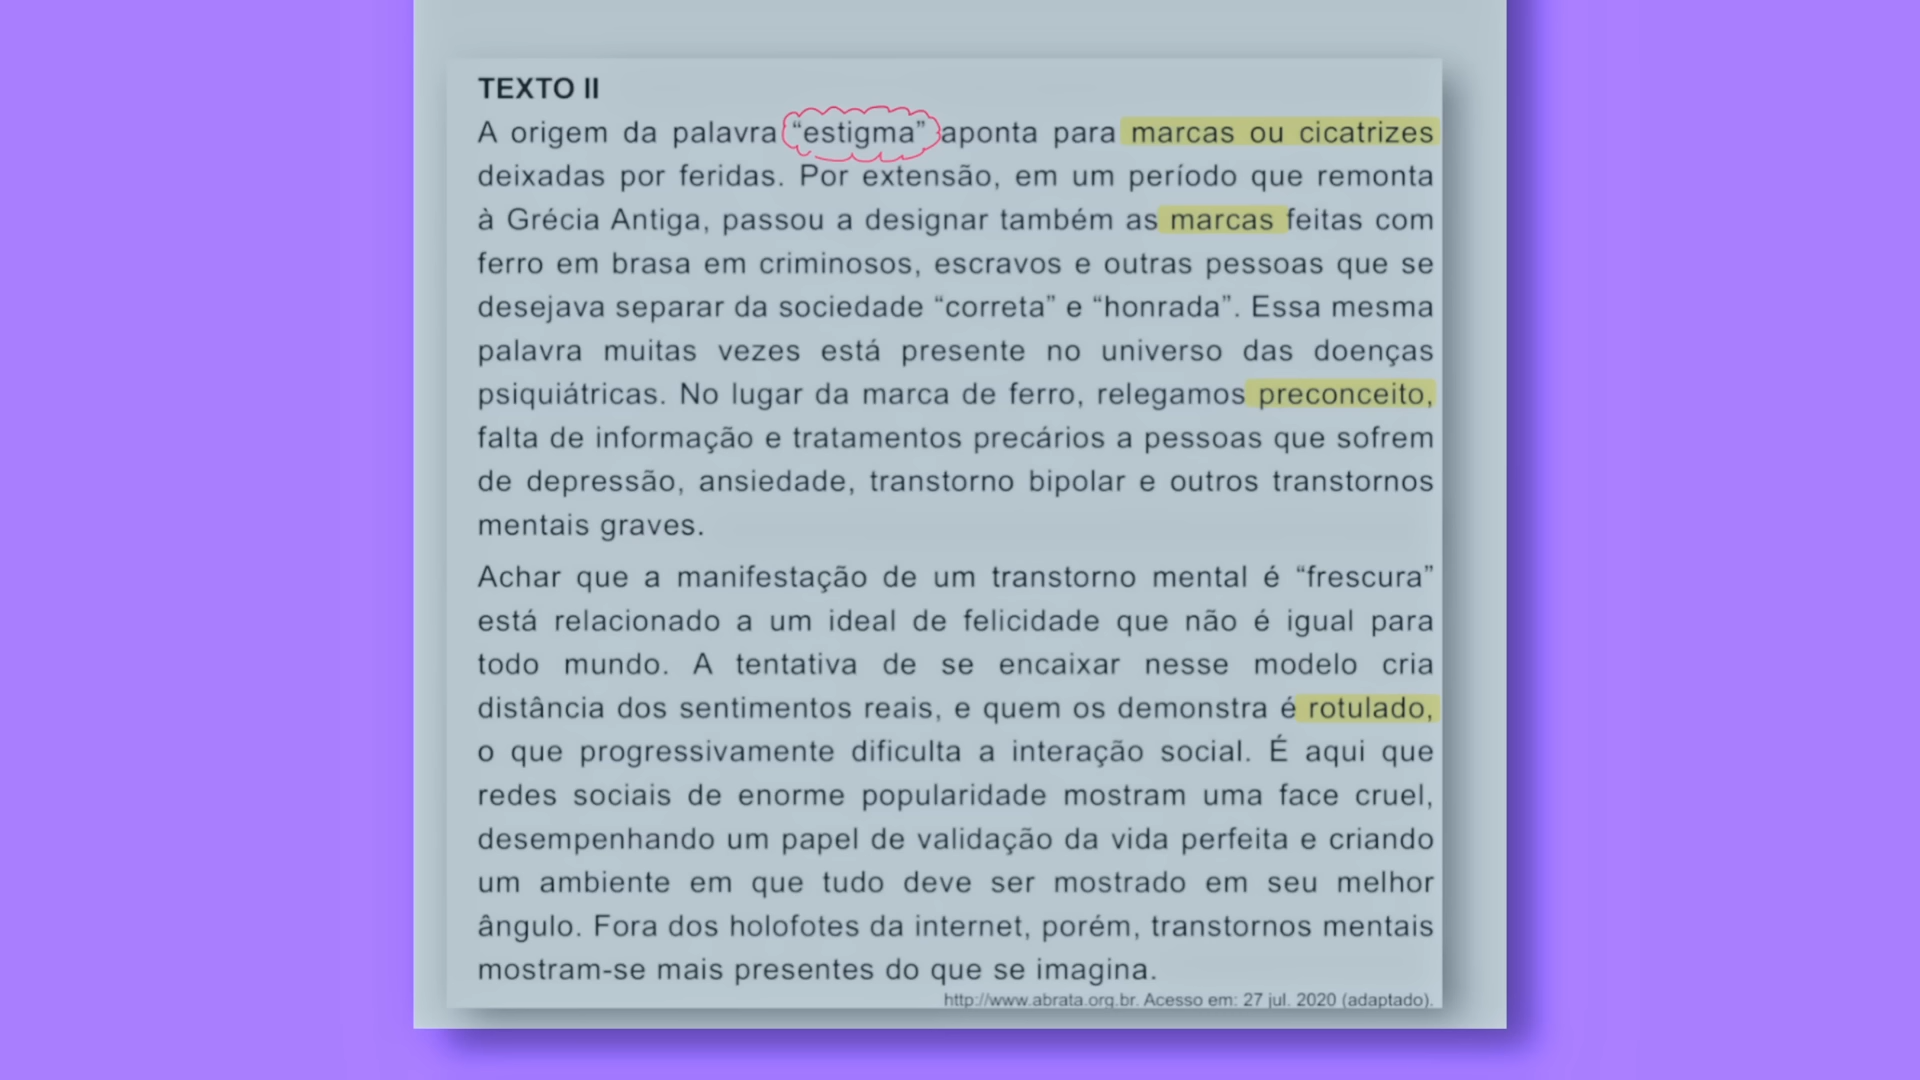 TEXTO II
A origem da palavra “estigma” aponta para marcas ou cicatrizes
deixadas por feridas. Por extensão, em um período que remonta
à Grécia Antiga, passou a designar também as marcas feitas com
ferro em brasa em criminosos, escravos e outras pessoas que se
desejava separar da sociedade “correta” e “honrada”. Essa mesma
palavra muitas vezes está presente no universo das doenças
psiquiátricas. No lugar da marca de ferro, relegamos preconceito,
falta de informação e tratamentos precários a pessoas que sofrem
de depressão, ansiedade, transtorno bipolar e outros transtornos
mentais graves.
Achar que a manifestação de um transtorno mental é “frescura”
está relacionado a um ideal de felicidade que não é igual para
todo mundo. A tentativa de se encaixar nesse modelo cria
distância dos sentimentos reais, e quem os demonstra é rotulado,
o que progressivamente dificulta a interação social. É aqui que
redes sociais de enorme popularidade mostram uma face cruel,
desempenhando um papel de validação da vida perfeita e criando
um ambiente em que tudo deve ser mostrado em seu melhor
ângulo. Fora dos holofotes da internet, porém, transtornos mentais
mostram-se mais presentes do que se imagina.
http://www.abrata.org.br. Acesso em: 27 jul. 2020 (adaptado).